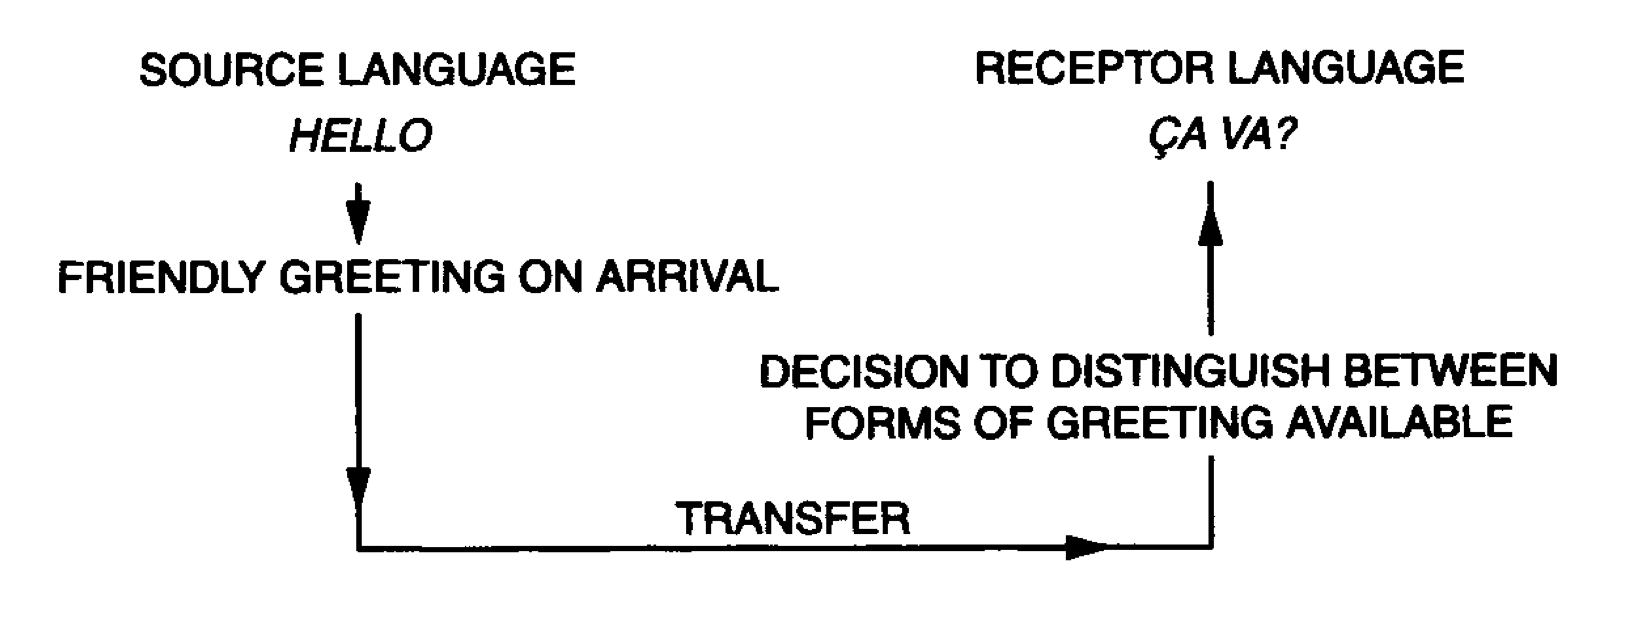 SOURCE LANGUAGE
HELLO
FRIENDLY GREETING ON ARRIVAL
TRANSFER
RECEPTOR LANGUAGE
ÇA VA?
DECISION TO DISTINGUISH BETWEEN
FORMS OF GREETING AVAILABLE